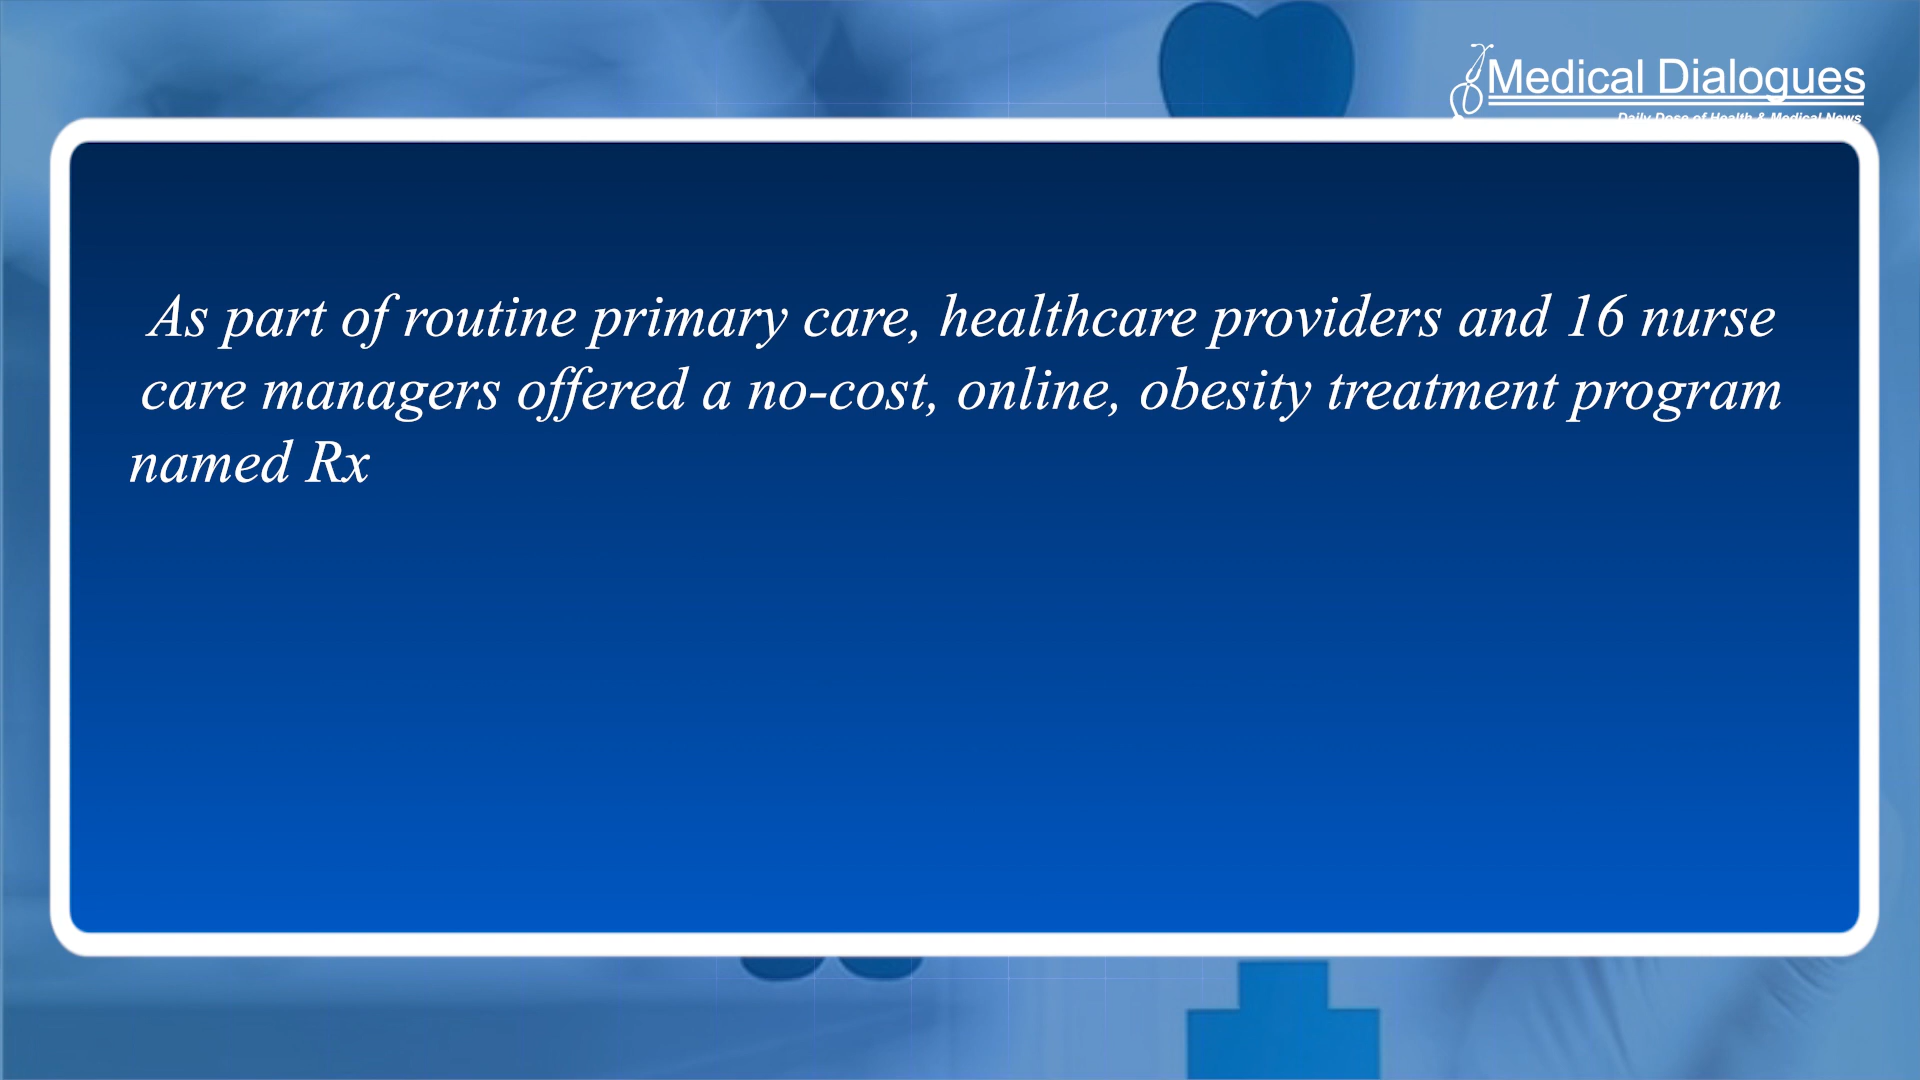 Medical Dialogues
Daily Dose of Health & Medical News
As part of routine primary care, healthcare providers and 16 nurse
care managers offered a no-cost, online, obesity treatment program
named Rx